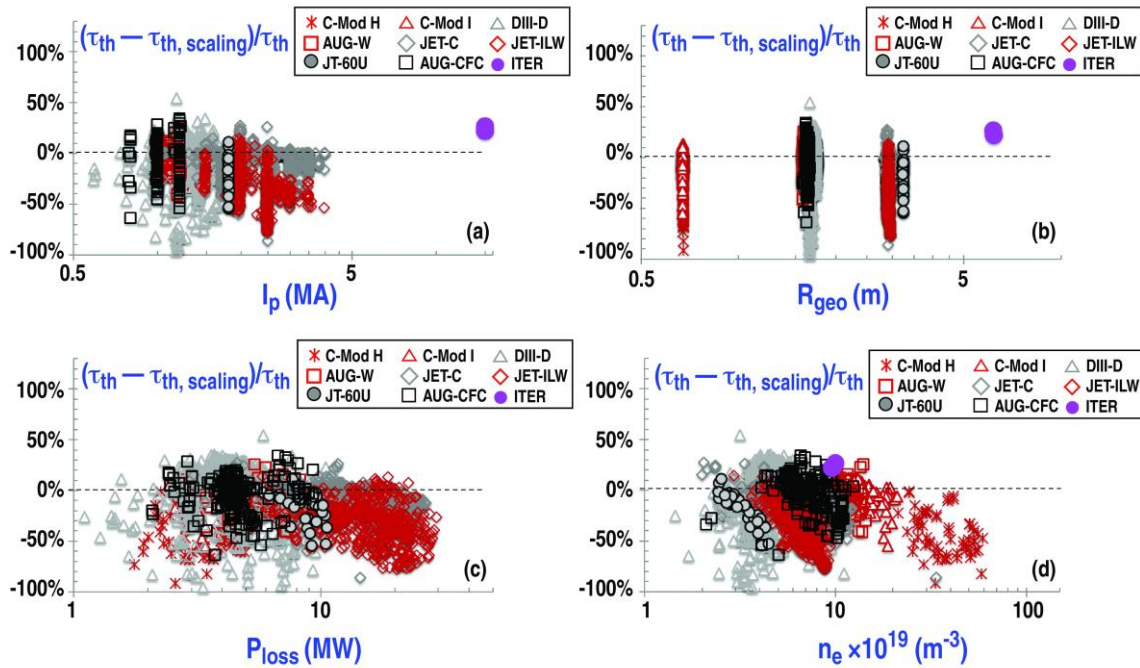 (τth — τth, scaling)/τth
C-Mod H C-Mod I DIII-D
AUG-W JET-C JET-ILW
JT-60U AUG-CFC ITER
100%
50%
0%
-50%
-100%
(a)
0.5 5
Ip (MA)
(τth — τth, scaling)/τth
C-Mod H C-Mod I DIII-D
AUG-W JET-C JET-ILW
JT-60U AUG-CFC ITER
100%
50%
0%
-50%
-100%
(b)
0.5 5
Rgeo (m)
(τth — τth, scaling)/τth
C-Mod H C-Mod I DIII-D
AUG-W JET-C JET-ILW
JT-60U AUG-CFC ITER
100%
50%
0%
-50%
-100%
(c)
1 10
Ploss (MW)
(τth — τth, scaling)/τth
C-Mod H C-Mod I DIII-D
AUG-W JET-C JET-ILW
JT-60U AUG-CFC ITER
100%
50%
0%
-50%
-100%
(d)
1 10 100
ne ×10^19 (m^-3)